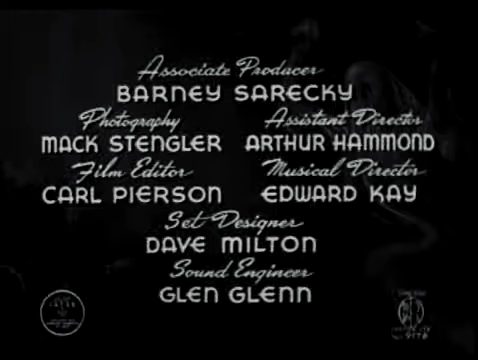 Associate Producer
BARNEY SARECKY
Photography Assistant Director
MACK STENGLER ARTHUR HAMMOND
Film Editor Musical Director
CARL PIERSON EDWARD KAY
Set Designer
DAVE MILTON
Sound Engineer
GLEN GLENN